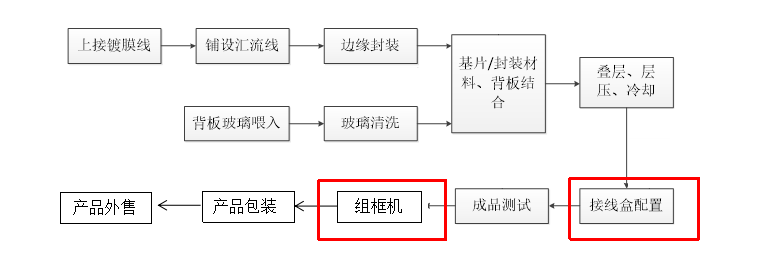 上接镀膜线
铺设汇流线
边缘封装
基片/封装材
料、背板结
合
叠层、层
压、冷却
背板玻璃喂入
玻璃清洗
产品外售
产品包装
组框机
成品测试
接线盒配置